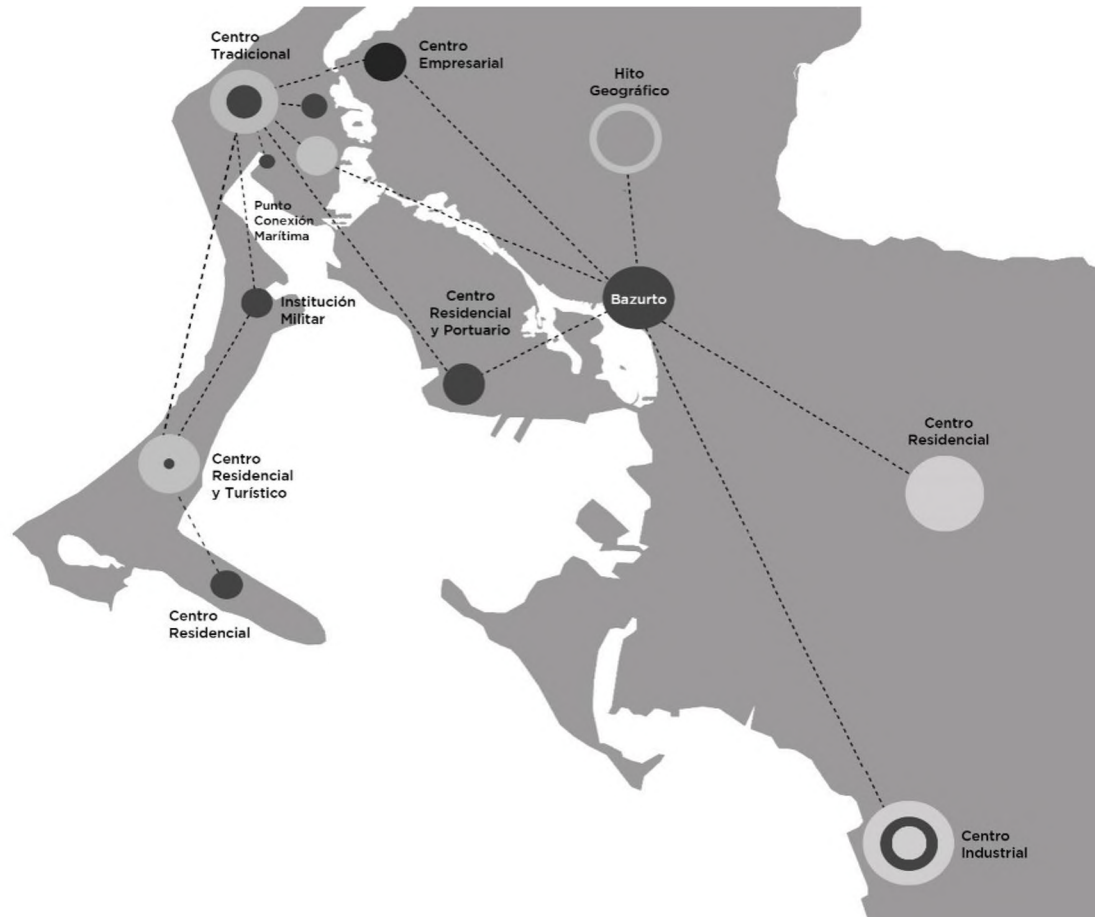 Centro
Tradicional
Centro
Empresarial
Hito
Geográfico
Punto
Conexión
Marítima
Institución
Militar
Centro
Residencial
y Portuario
Bazurto
Centro
Residencial
Centro
Residencial
y Turístico
Centro
Residencial
Centro
Industrial